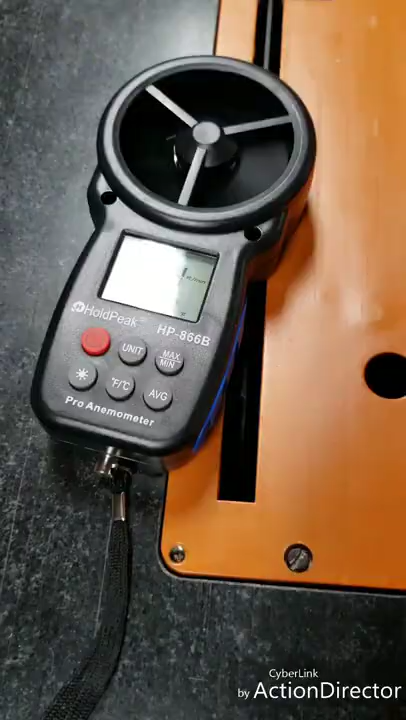 HoldPeak
HP-866B
UNIT
MAX
MIN
°F/°C
AVG
Pro Anemometer
CyberLink
by ActionDirector